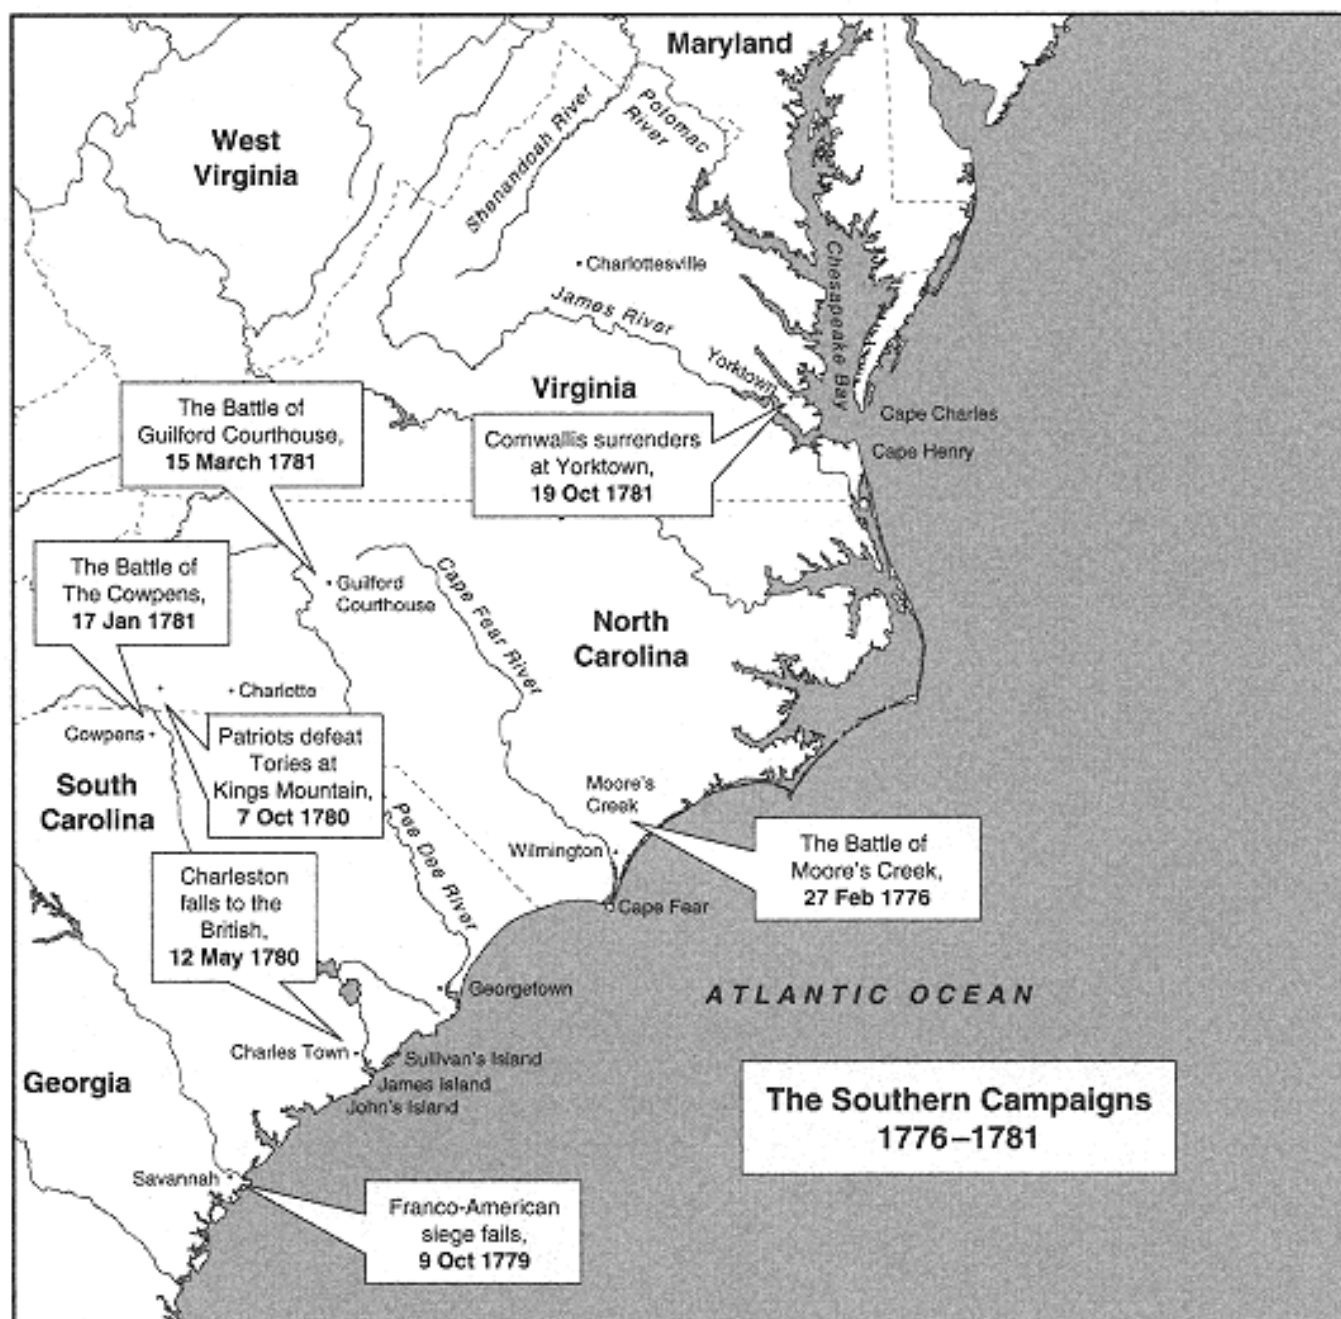 Maryland
West
Virginia
Shenandoah River
Potomac
River
Charlottesville
James River
Chesapeake Bay
Yorktown
Virginia
The Battle of
Guilford Courthouse,
15 March 1781
Cornwallis surrenders
at Yorktown,
19 Oct 1781
Cape Charles
Cape Henry
The Battle of
The Cowpens,
17 Jan 1781
Guilford
Courthouse
Cape Fear River
North
Carolina
Charlotte
Cowpens
Patriots defeat
Tories at
Kings Mountain,
7 Oct 1780
South
Carolina
Pee Dee River
Moore's
Creek
Wilmington
The Battle of
Moore's Creek,
27 Feb 1776
Charleston
falls to the
British,
12 May 1780
Cape Fear
Georgetown
ATLANTIC OCEAN
Charles Town
Sullivan's Island
James Island
John's Island
Georgia
The Southern Campaigns
1776–1781
Savannah
Franco-American
siege fails,
9 Oct 1779